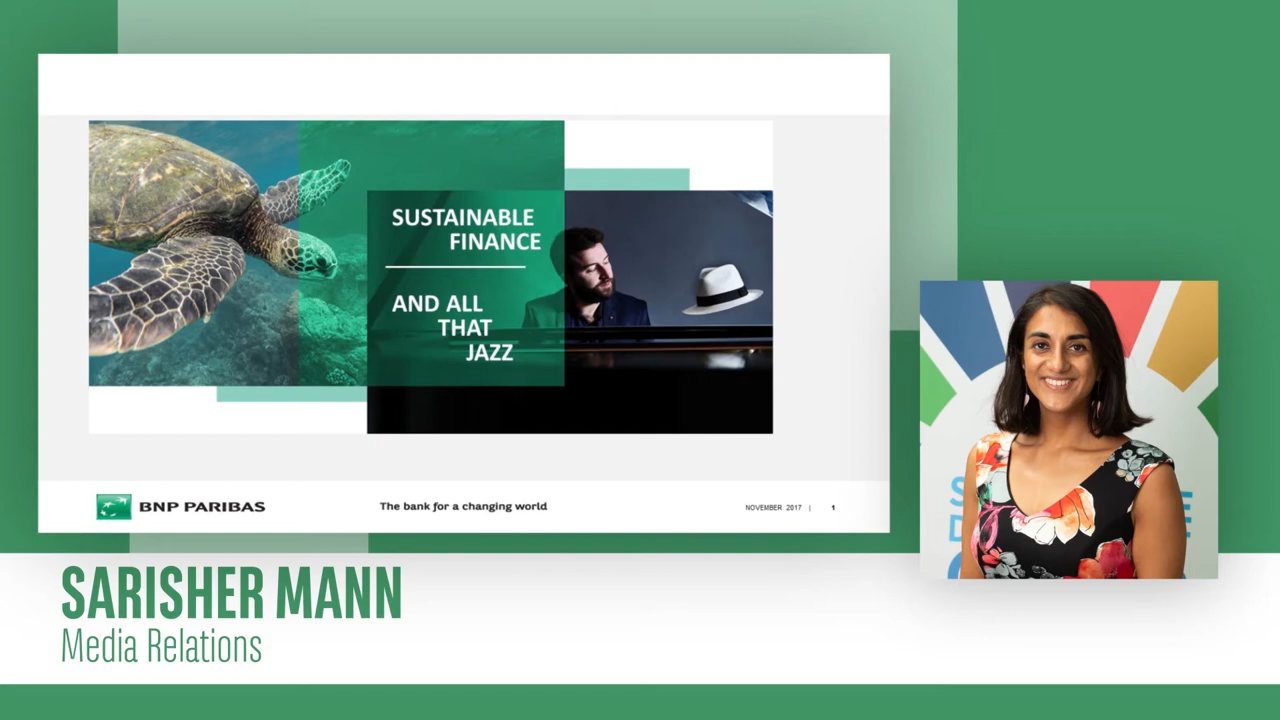 SUSTAINABLE
FINANCE
AND ALL
THAT
JAZZ
BNP PARIBAS
The bank for a changing world
NOVEMBER 2017 | 1
SARISHER MANN
Media Relations